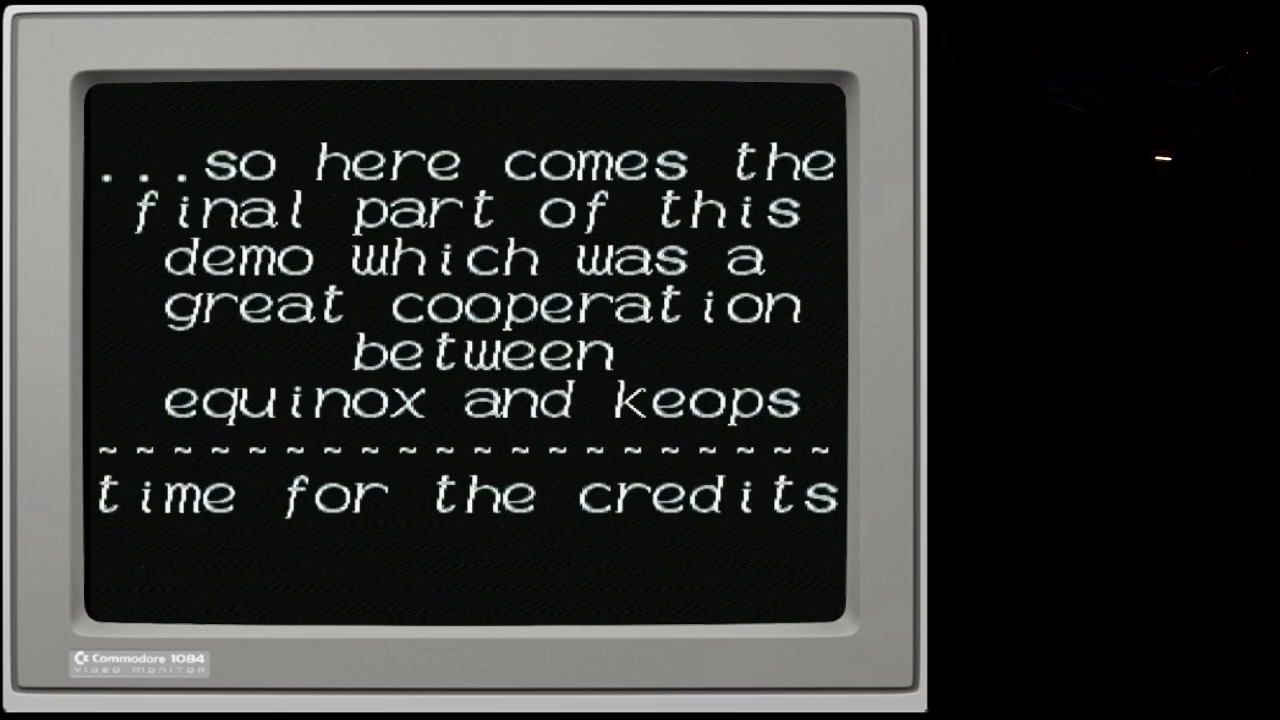 ...so here comes the
final part of this
demo which was a
great cooperation
between
equinox and keops
~ ~ ~ ~ ~ ~ ~ ~ ~ ~ ~ ~ ~ ~ ~ ~ ~ ~ ~ ~
time for the credits
Commodore 1084
VIDEO MONITOR